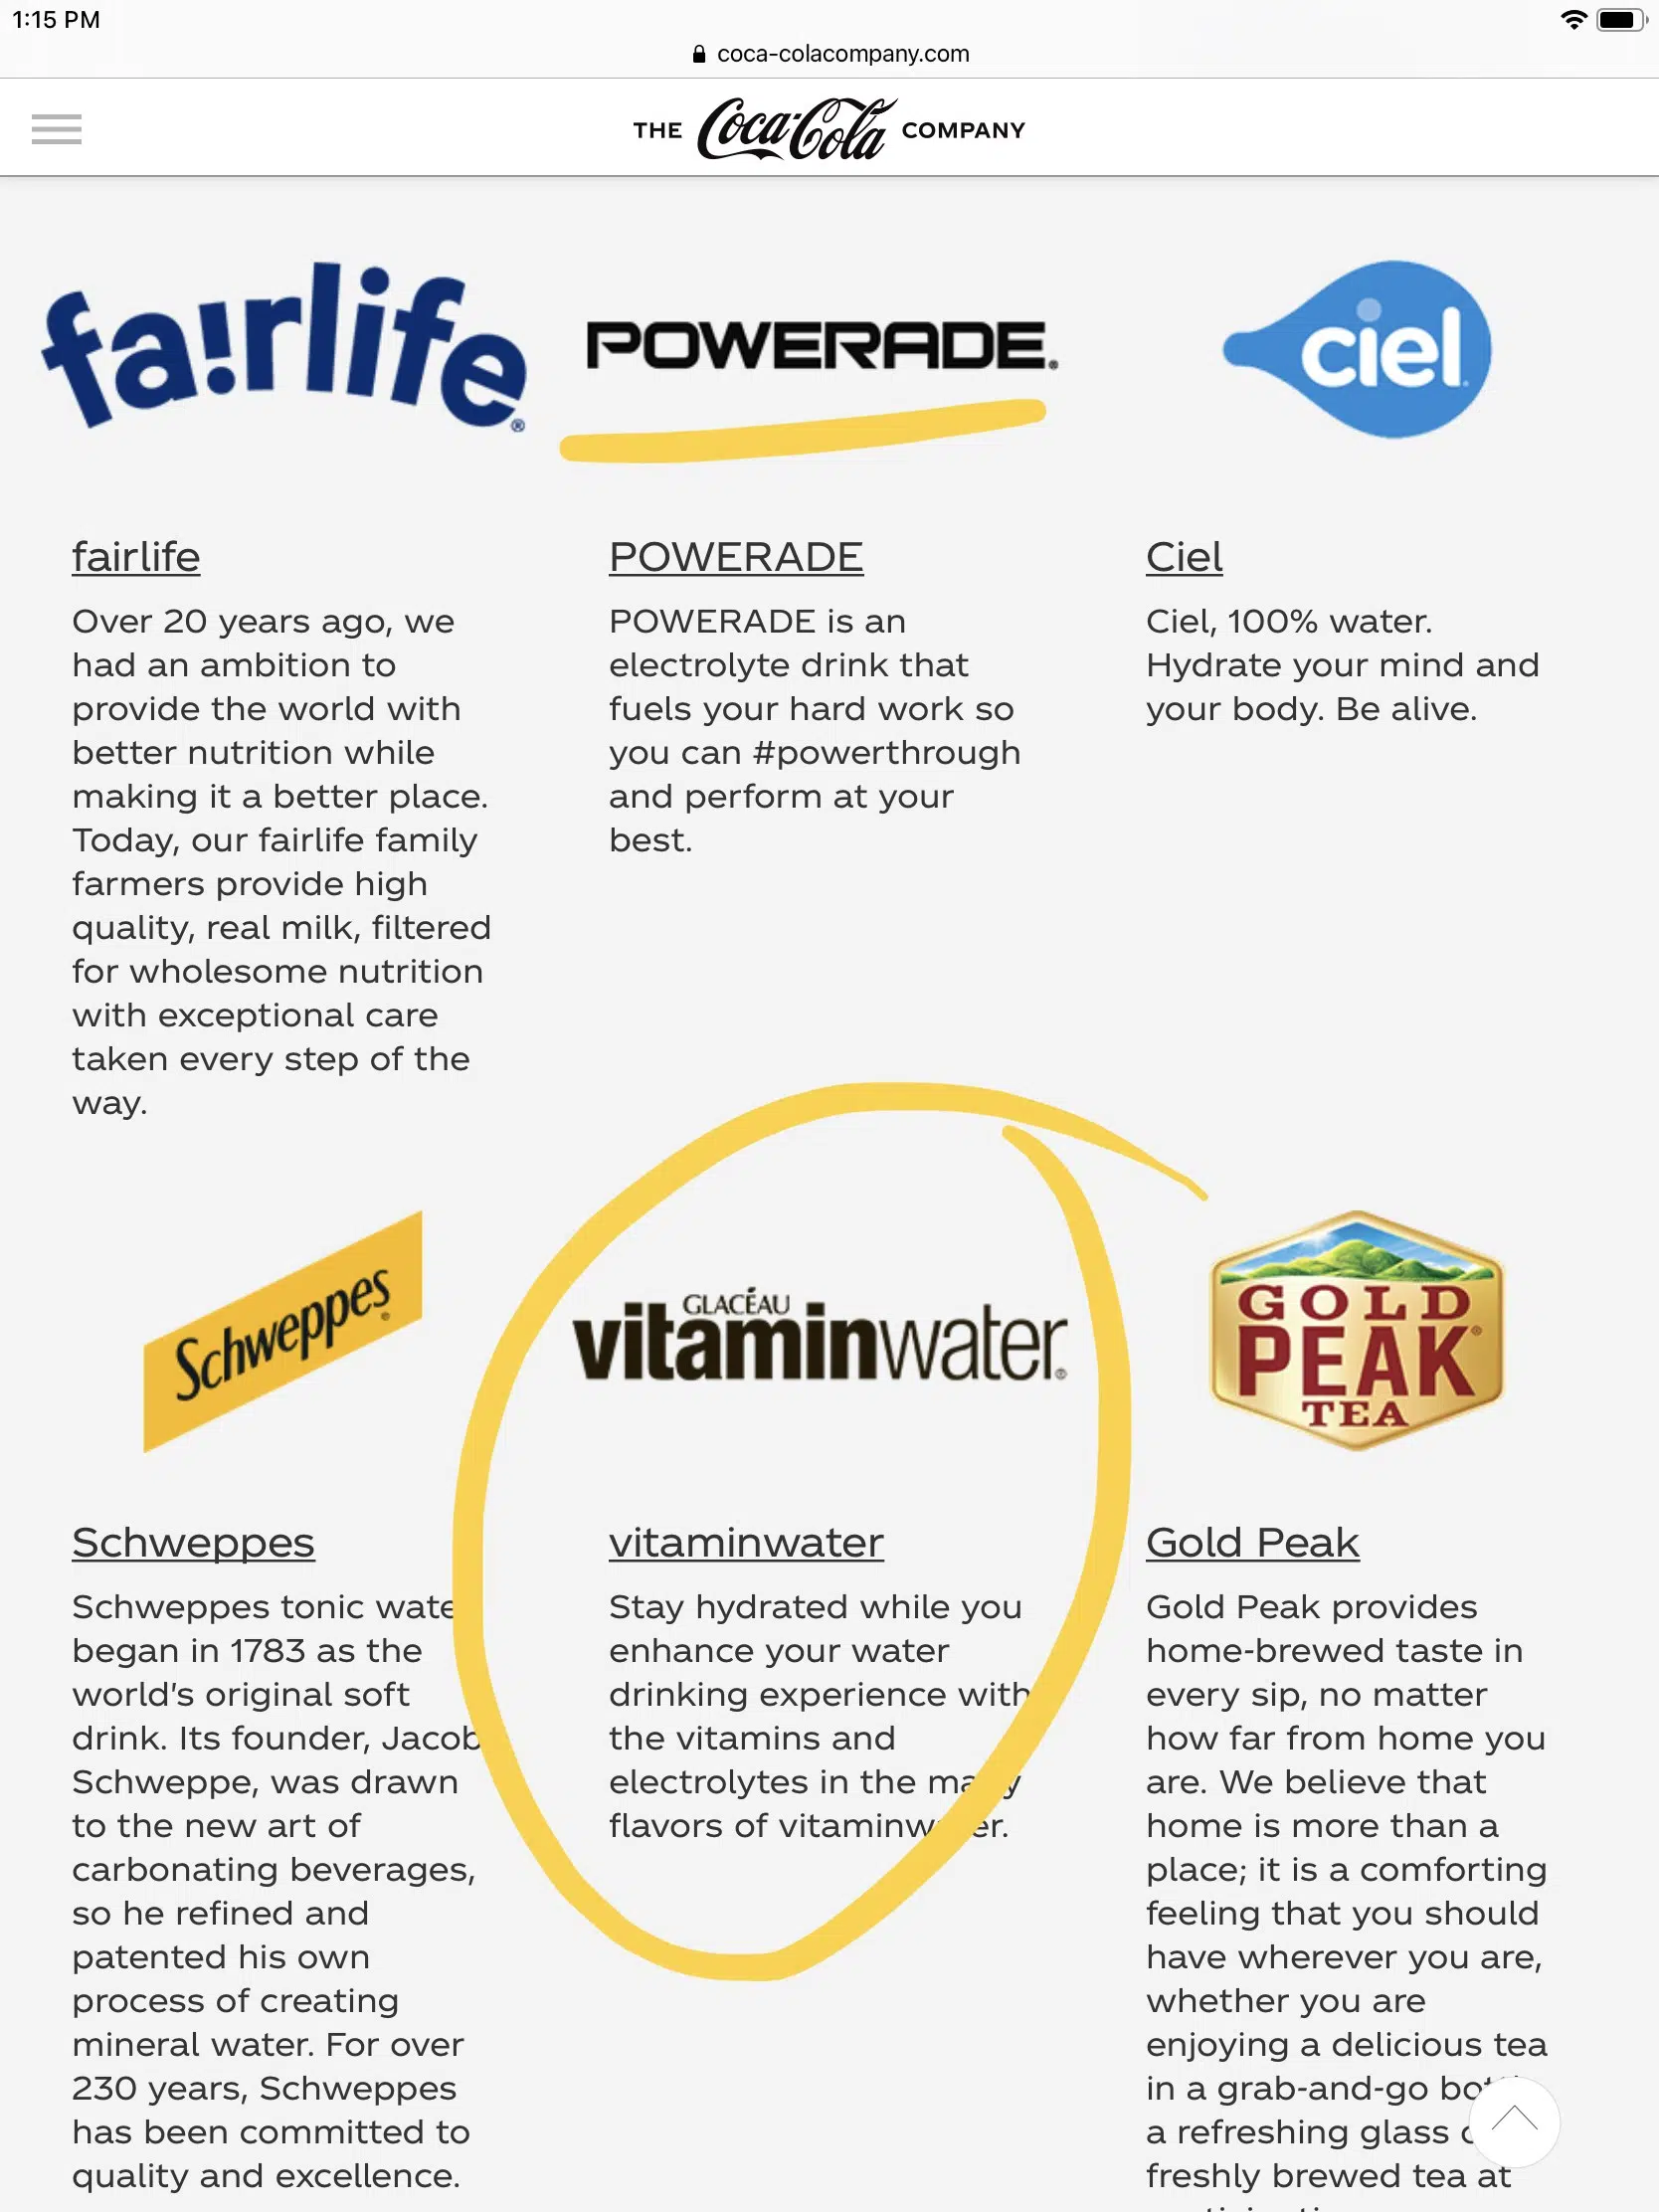 1:15 PM
coca-colacompany.com
THE Coca-Cola COMPANY
fa!rlife®
POWERADE®
ciel
fairlife
Over 20 years ago, we
had an ambition to
provide the world with
better nutrition while
making it a better place.
Today, our fairlife family
farmers provide high
quality, real milk, filtered
for wholesome nutrition
with exceptional care
taken every step of the
way.
POWERADE
POWERADE is an
electrolyte drink that
fuels your hard work so
you can #powerthrough
and perform at your
best.
Ciel
Ciel, 100% water.
Hydrate your mind and
your body. Be alive.
Schweppes
GLACÉAU
vitaminwater®
GOLD
PEAK®
TEA
Schweppes
Schweppes tonic wate
began in 1783 as the
world's original soft
drink. Its founder, Jacob
Schweppe, was drawn
to the new art of
carbonating beverages,
so he refined and
patented his own
process of creating
mineral water. For over
230 years, Schweppes
has been committed to
quality and excellence.
vitaminwater
Stay hydrated while you
enhance your water
drinking experience with
the vitamins and
electrolytes in the many
flavors of vitaminwater.
Gold Peak
Gold Peak provides
home-brewed taste in
every sip, no matter
how far from home you
are. We believe that
home is more than a
place; it is a comforting
feeling that you should
have wherever you are,
whether you are
enjoying a delicious tea
in a grab-and-go
a refreshing glass
freshly brewed tea at